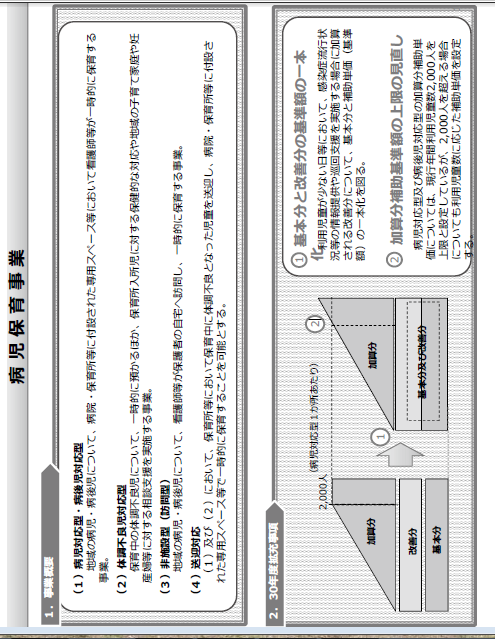 病児保育事業
1．事業概要
（1）病児対応型・病後児対応型
地域の病児・病後児について、病院・保育所等に付設された専用スペース等において看護師等が一時的に保育する
事業。
（2）体調不良児対応型
保育中の体調不良児について、一時的に預かるほか、保育所入所児に対する保健的な対応や地域の子育て家庭や妊
産婦等に対する相談支援を実施する事業。
（3）非施設型（訪問型）
地域の病児・病後児について、看護師等が保護者の自宅へ訪問し、一時的に保育する事業。
（4）送迎対応
（1）及び（2）において、保育所等において保育中に体調不良となった児童を送迎し、病院・保育所等に付設さ
れた専用スペース等で一時的に保育することを可能とする。
2．30年度拡充事項
（病児対応型1か所あたり）
2,000人
加算分
改善分
基本分
①
②
加算分
基本分及び改善分
① 基本分と改善分の基準額の一本
化
利用児童が少ない日等において、感染症流行状
況等の情報提供や巡回支援を実施する場合に加算
される改善分について、基本分と補助単価（基準
額）の一本化を図る。
② 加算分補助基準額の上限の見直し
病児対応型及び病後児対応型の加算分補助単
価については、現行年間利用児童数2,000人を
上限と設定しているが、2,000人を超える場合
についても利用児童数に応じた補助単価を設定
する。